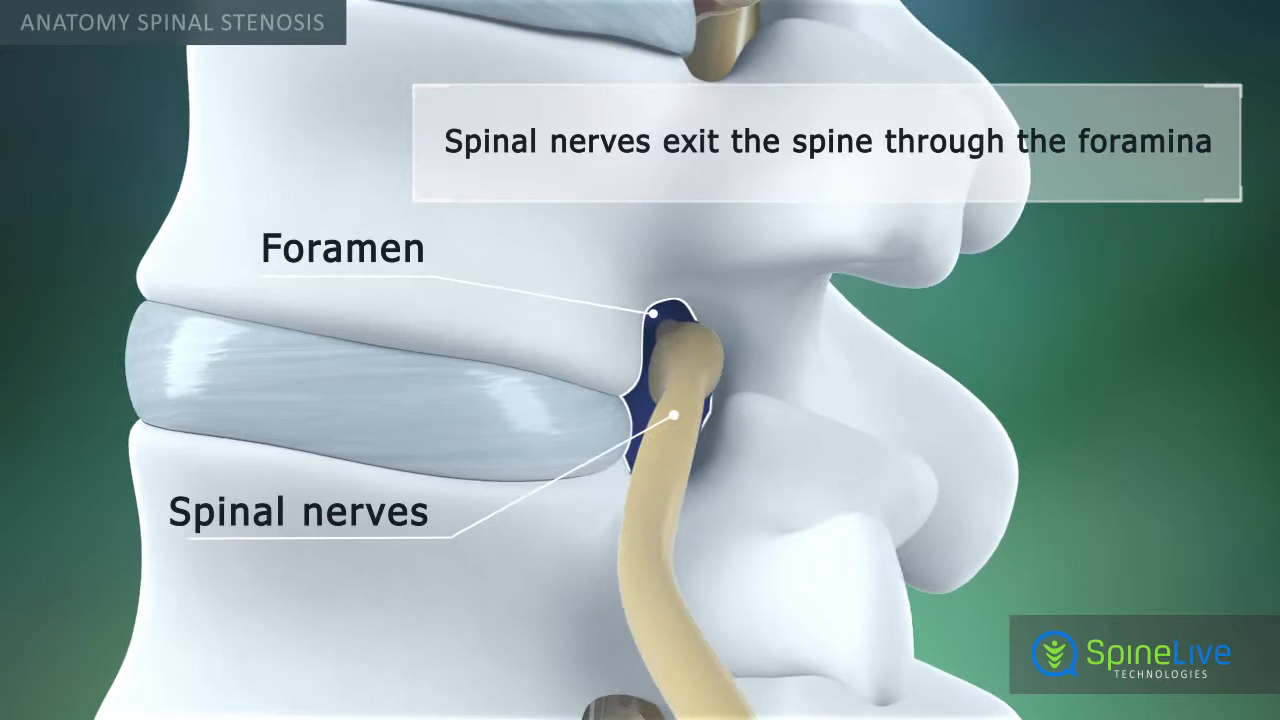 ANATOMY SPINAL STENOSIS
Spinal nerves exit the spine through the foramina
Foramen
Spinal nerves
SpineLive
TECHNOLOGIES